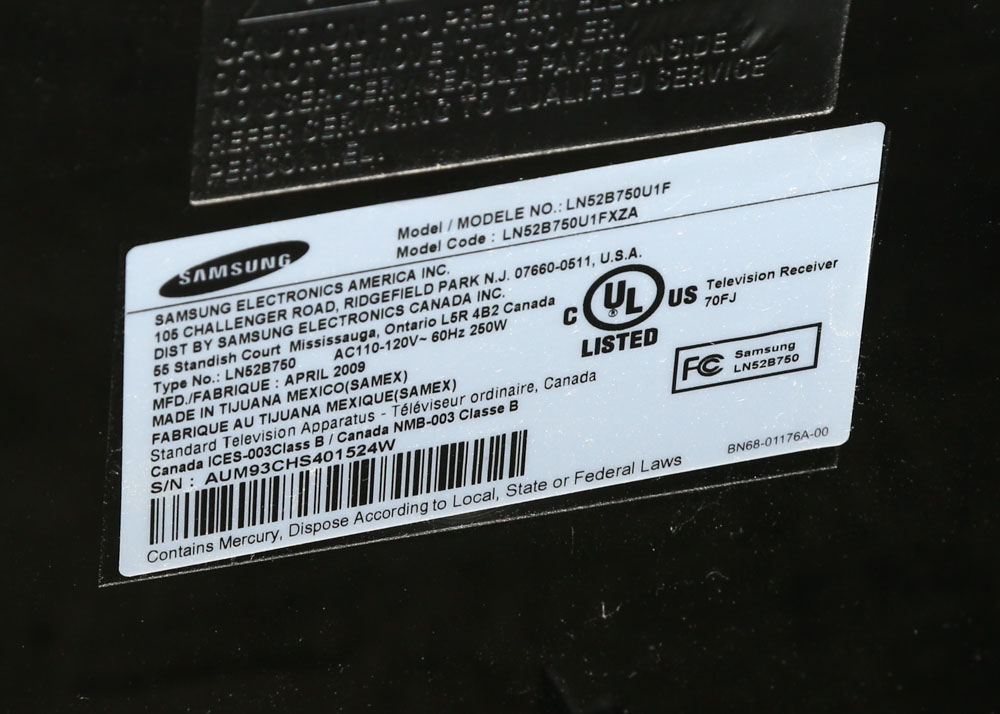 CAUTION: TO PREVENT ELECTRIC
DO NOT REMOVE THIS COVER.
NO USER-SERVICEABLE PARTS INSIDE.
REFER SERVICING TO QUALIFIED SERVICE
PERSONNEL.
SAMSUNG
Model / MODELE NO.: LN52B750U1F
Model Code : LN52B750U1FXZA
SAMSUNG ELECTRONICS AMERICA INC.
105 CHALLENGER ROAD, RIDGEFIELD PARK N.J. 07660-0511, U.S.A.
DIST BY SAMSUNG ELECTRONICS CANADA INC.
55 Standish Court Mississauga, Ontario L5R 4B2 Canada
Type No.: LN52B750 AC110-120V~ 60Hz 250W
MFD./FABRIQUE : APRIL 2009
MADE IN TIJUANA MEXICO(SAMEX)
FABRIQUE AU TIJUANA MEXIQUE(SAMEX)
Standard Television Apparatus - Téléviseur ordinaire, Canada
Canada ICES-003Class B / Canada NMB-003 Classe B
S/N : AUM93CHS401524W
Contains Mercury, Dispose According to Local, State or Federal Laws
C UL ® US
LISTED
Television Receiver
70FJ
FC Samsung
LN52B750
BN68-01176A-00